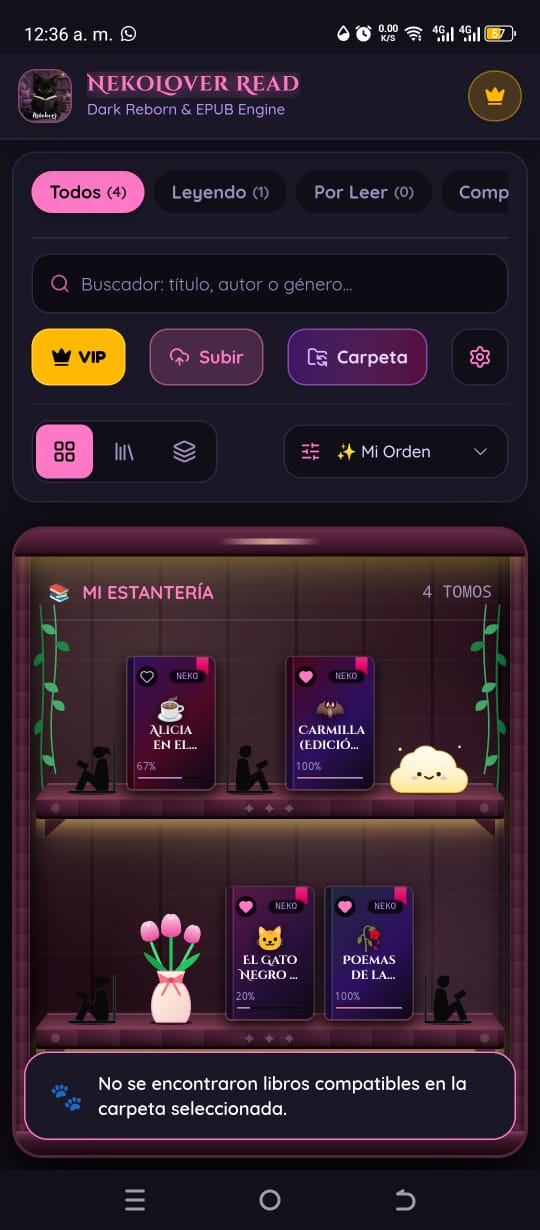 12:36 a. m.
0.00
K/S
4G
4G
57
NEKOLOVER READ
Dark Reborn & EPUB Engine
Todos (4)
Leyendo (1)
Por Leer (0)
Comp
Buscador: título, autor o género...
VIP
Subir
Carpeta
✨ Mi Orden
📚 MI ESTANTERÍA
4 TOMOS
NEKO
ALICIA
EN EL...
67%
NEKO
CARMILLA
(EDICIÓ...
100%
NEKO
EL GATO
NEGRO ...
20%
NEKO
POEMAS
DE LA...
100%
No se encontraron libros compatibles en la
carpeta seleccionada.